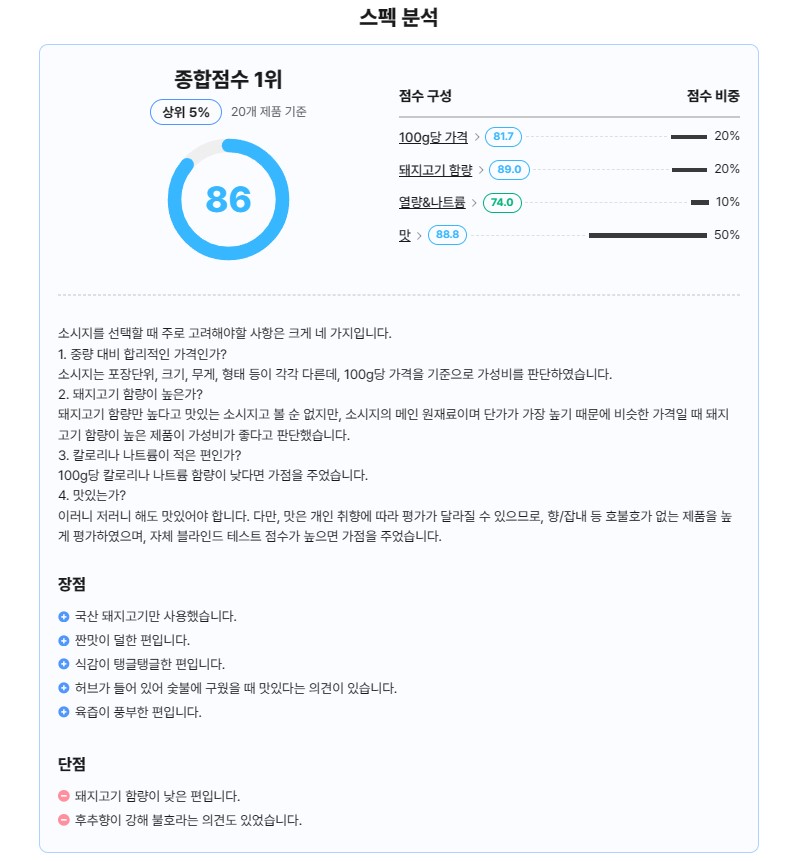 스펙 분석
종합점수 1위
상위 5% 20개 제품 기준
86
점수 구성 점수 비중
100g당 가격 > 81.7 20%
돼지고기 함량 > 89.0 20%
열량&나트륨 > 74.0 10%
맛 > 88.8 50%
소시지를 선택할 때 주로 고려해야할 사항은 크게 네 가지입니다.
1. 중량 대비 합리적인 가격인가?
소시지는 포장단위, 크기, 무게, 형태 등이 각각 다른데, 100g당 가격을 기준으로 가성비를 판단하였습니다.
2. 돼지고기 함량이 높은가?
돼지고기 함량만 높다고 맛있는 소시지고 볼 순 없지만, 소시지의 메인 원재료이며 단가가 가장 높기 때문에 비슷한 가격일 때 돼지
고기 함량이 높은 제품이 가성비가 좋다고 판단했습니다.
3. 칼로리나 나트륨이 적은 편인가?
100g당 칼로리나 나트륨 함량이 낮다면 가점을 주었습니다.
4. 맛있는가?
이러니 저러니 해도 맛있어야 합니다. 다만, 맛은 개인 취향에 따라 평가가 달라질 수 있으므로, 향/잡내 등 호불호가 없는 제품을 높
게 평가하였으며, 자체 블라인드 테스트 점수가 높으면 가점을 주었습니다.
장점
국산 돼지고기만 사용했습니다.
짠맛이 덜한 편입니다.
식감이 탱글탱글한 편입니다.
허브가 들어 있어 숯불에 구웠을 때 맛있다는 의견이 있습니다.
육즙이 풍부한 편입니다.
단점
돼지고기 함량이 낮은 편입니다.
후추향이 강해 불호라는 의견도 있었습니다.